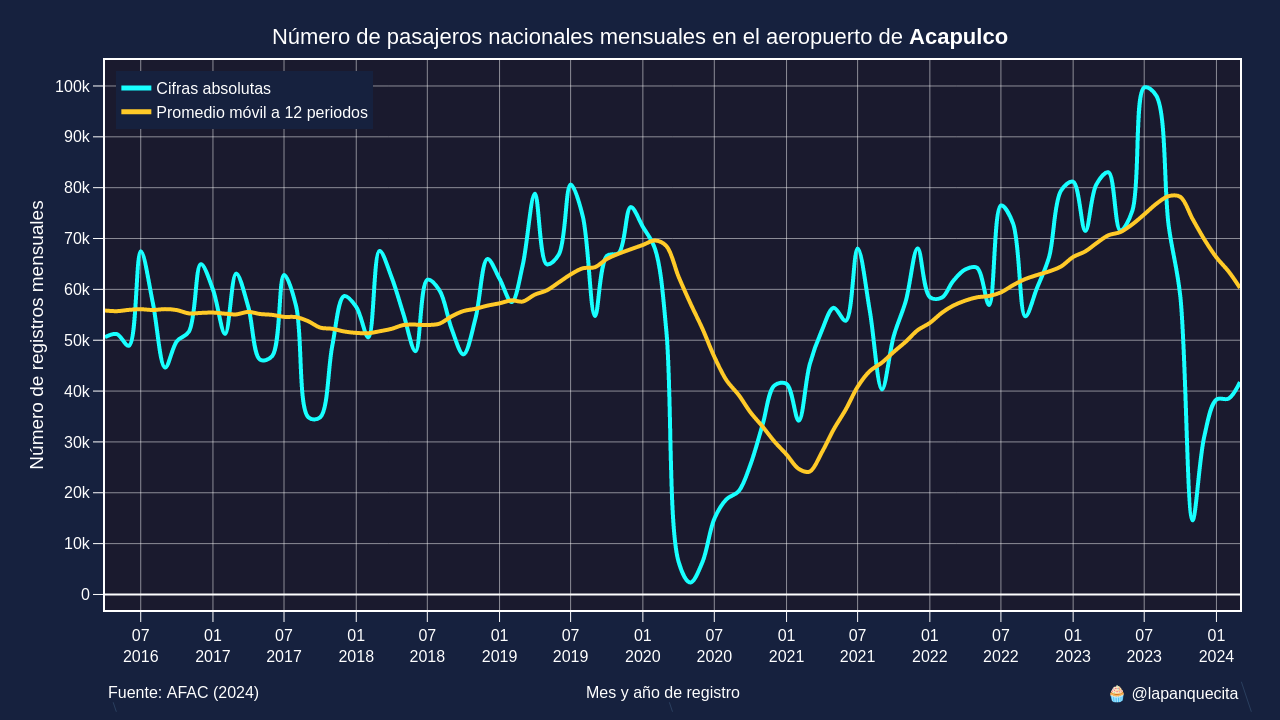 Número de pasajeros nacionales mensuales en el aeropuerto de Acapulco
Cifras absolutas
Promedio móvil a 12 periodos
Número de registros mensuales
100k
90k
80k
70k
60k
50k
40k
30k
20k
10k
0
07 01 07 01 07 01 07 01 07 01 07 01 07 01 07 01
2016 2017 2017 2018 2018 2019 2019 2020 2020 2021 2021 2022 2022 2023 2023 2024
Fuente: AFAC (2024) Mes y año de registro 🧁 @lapanquecita